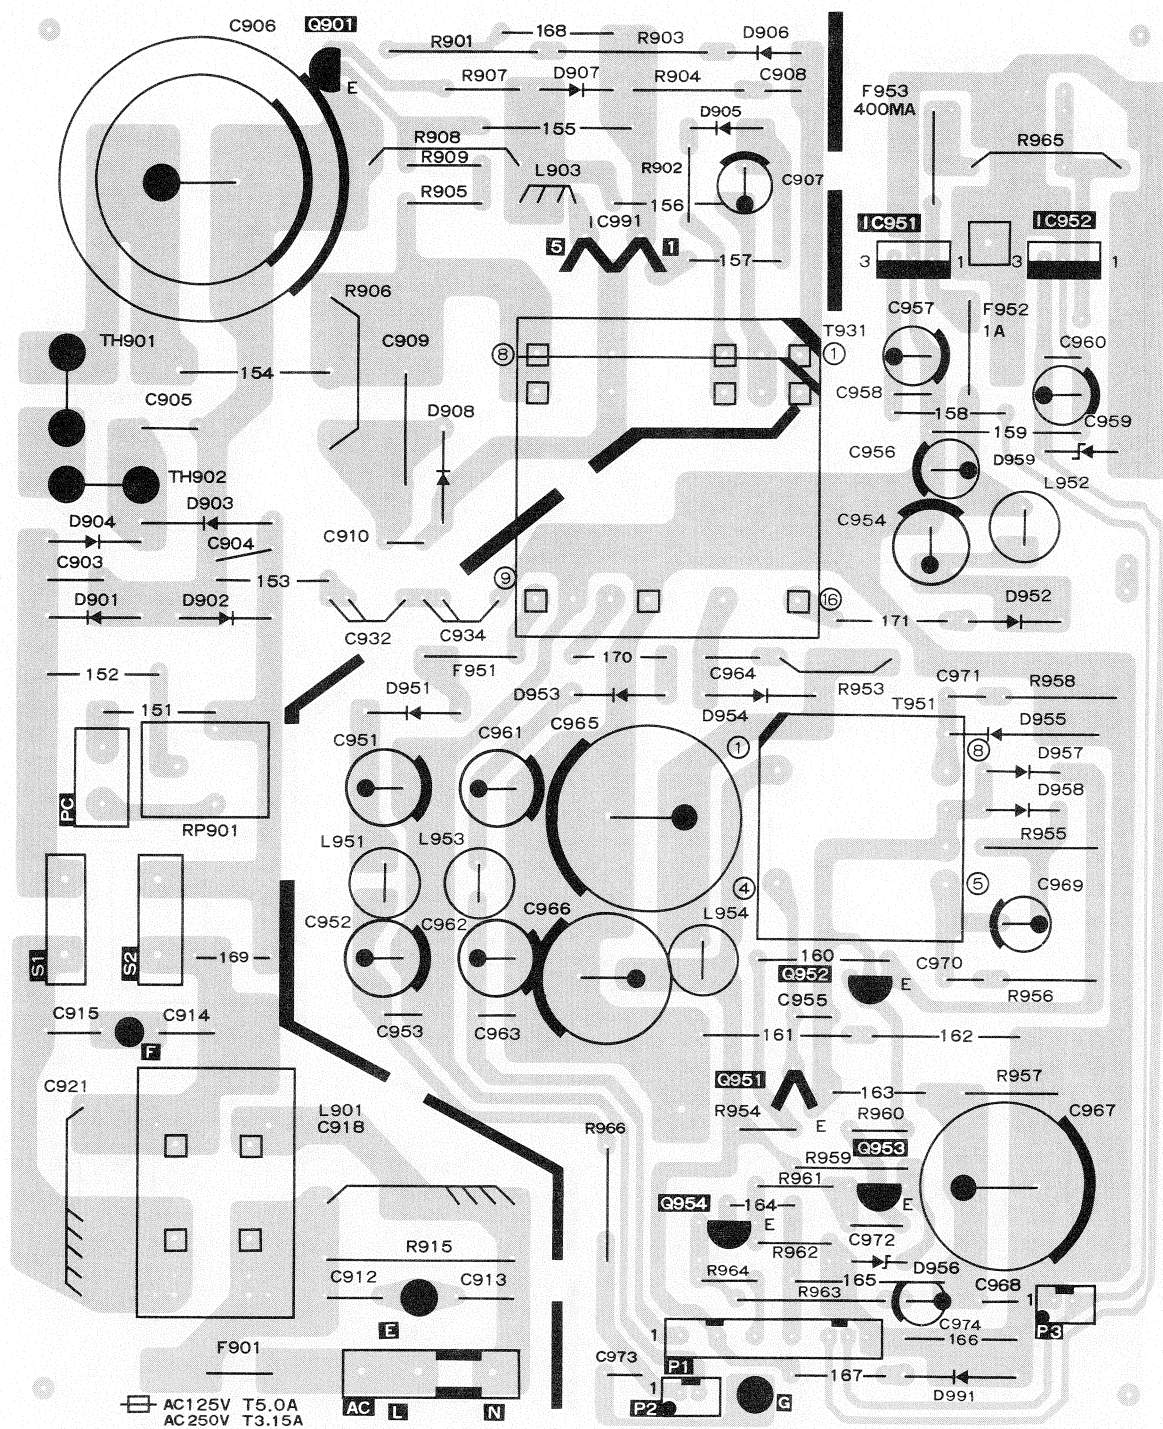 C906 Q901 168 D906
R901 R903
E R907 D907 R904 C908
F953
400MA
155 D905
R908 R965
R909 L903 R902 C907
R905 156
IC991 IC951 IC952
5 1 3 1 3 1
157
R906 C957 F952
1A
TH901 C909 8 T931 1 C960
154 C958
C905 D908 158 C959
159
C956 D959
TH902 L952
D903
D904 C954
C904 C910
C903 153 9
D901 D902 16 D952
C932 C934 171
152 F951 170 C964 R953 C971 R958
D951 D953 T951
151 D954 D955
C951 C961 C965 1 8 D957
PC D958
RP901 R955
L951 L953
4 5 C969
C952 C962 C966 L954
S1 S2 169 160 C970
Q952 E
C955 R956
C915 C914 C953 C963 161 162
F
C921 Q951 163 R957
L901 R954 E R960 C967
C918 R966
R959 Q953
R961
Q954 164 E E
R915 R962 C972
C912 C913 R964 165 D956
R963 C968
1 P3
E 1 C974
F901 166
C973 P1 167
1 D991
AC L N P2 G
AC125V T5.0A
AC250V T3.15A